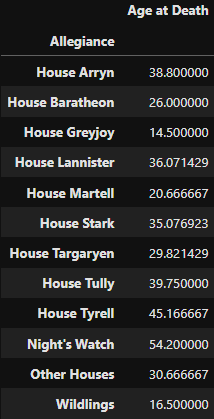 Age at Death
Allegiance
House Arryn 38.800000
House Baratheon 26.000000
House Greyjoy 14.500000
House Lannister 36.071429
House Martell 20.666667
House Stark 35.076923
House Targaryen 29.821429
House Tully 39.750000
House Tyrell 45.166667
Night's Watch 54.200000
Other Houses 30.666667
Wildlings 16.500000